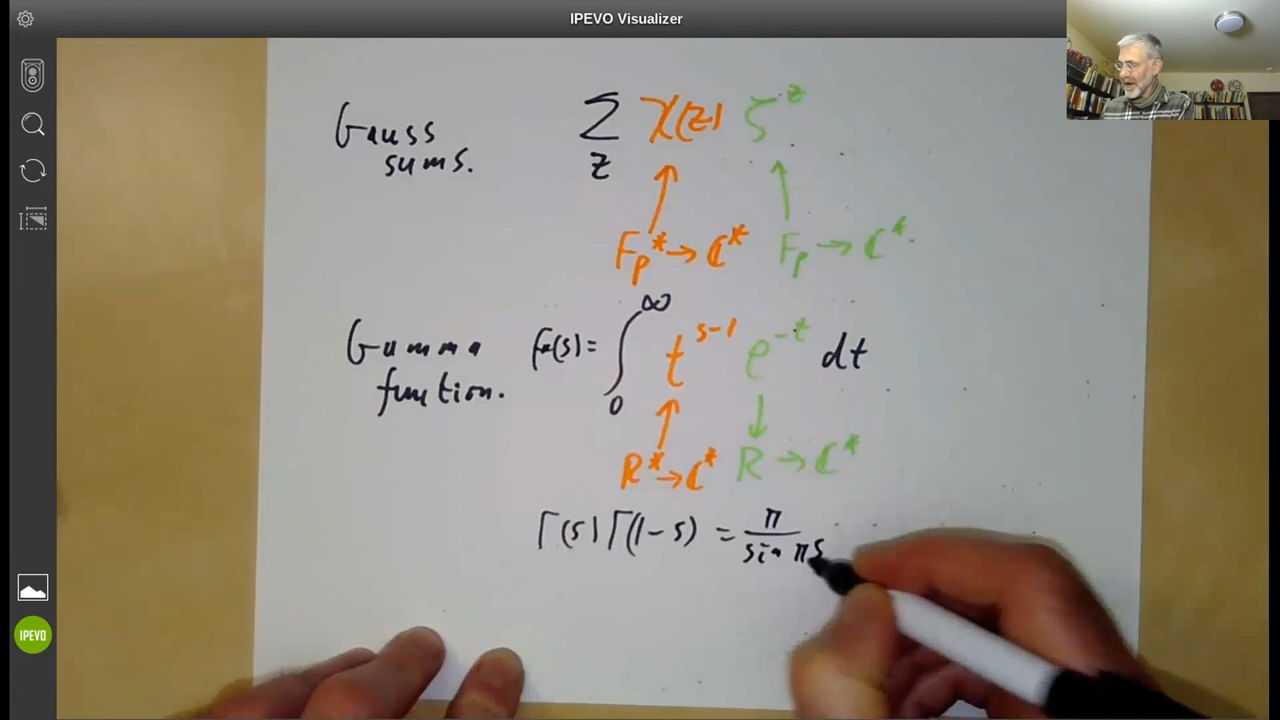 IPEVO Visualizer
Gauss sums.
∑ χ(z) ζ^z
z
F_p* → ℂ* F_p → ℂ*.
Gamma function.
Γ(s) = ∫_0^∞ t^{s-1} e^{-t} dt
R* → ℂ* R → ℂ*
Γ(s) Γ(1-s) = π / sin πs
IPEVO